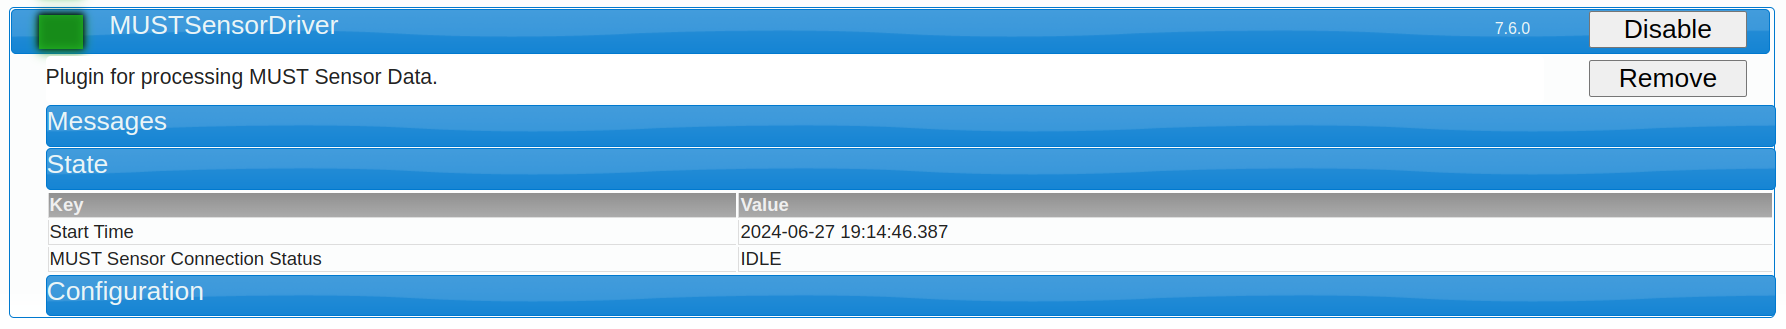 MUSTSensorDriver 7.6.0 Disable
Plugin for processing MUST Sensor Data. Remove
Messages
State
Key Value
Start Time 2024-06-27 19:14:46.387
MUST Sensor Connection Status IDLE
Configuration